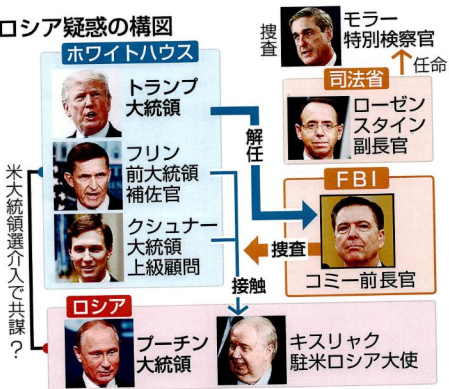 ロシア疑惑の構図
ホワイトハウス
トランプ
大統領
フリン
前大統領
補佐官
クシュナー
大統領
上級顧問
解任
捜査
モラー
特別検察官
任命
司法省
ローゼン
スタイン
副長官
FBI
コミー前長官
捜査
接触
米大統領選介入で共謀？
ロシア
プーチン
大統領
キスリャク
駐米ロシア大使